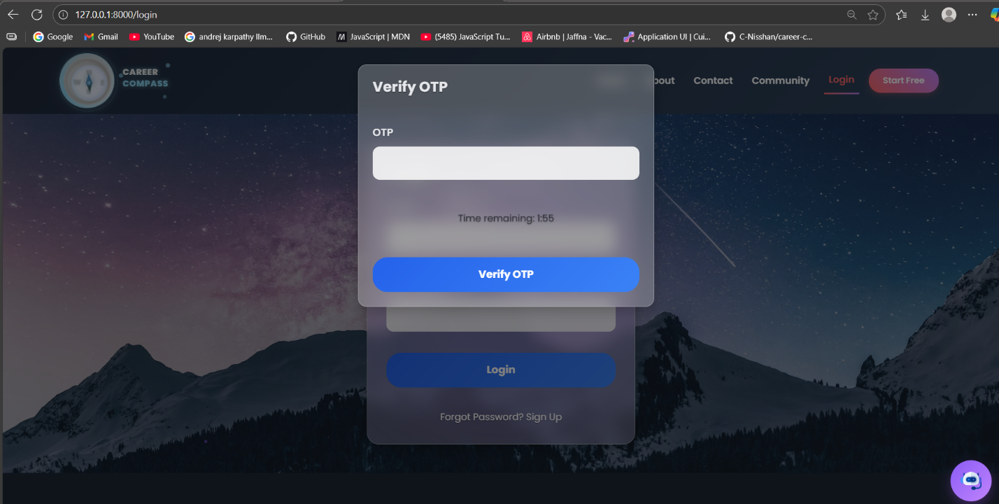 127.0.0.1:8000/login
Google
Gmail
YouTube
andrej karpathy llm...
GitHub
JavaScript | MDN
(5485) JavaScript Tu...
Airbnb | Jaffna - Vac...
Application UI | Cui...
C-Nisshan/career-c...
CAREER
COMPASS
W E
bout
Contact
Community
Login
Start Free
Verify OTP
OTP
Time remaining: 1:55
Verify OTP
Login
Forgot Password? Sign Up